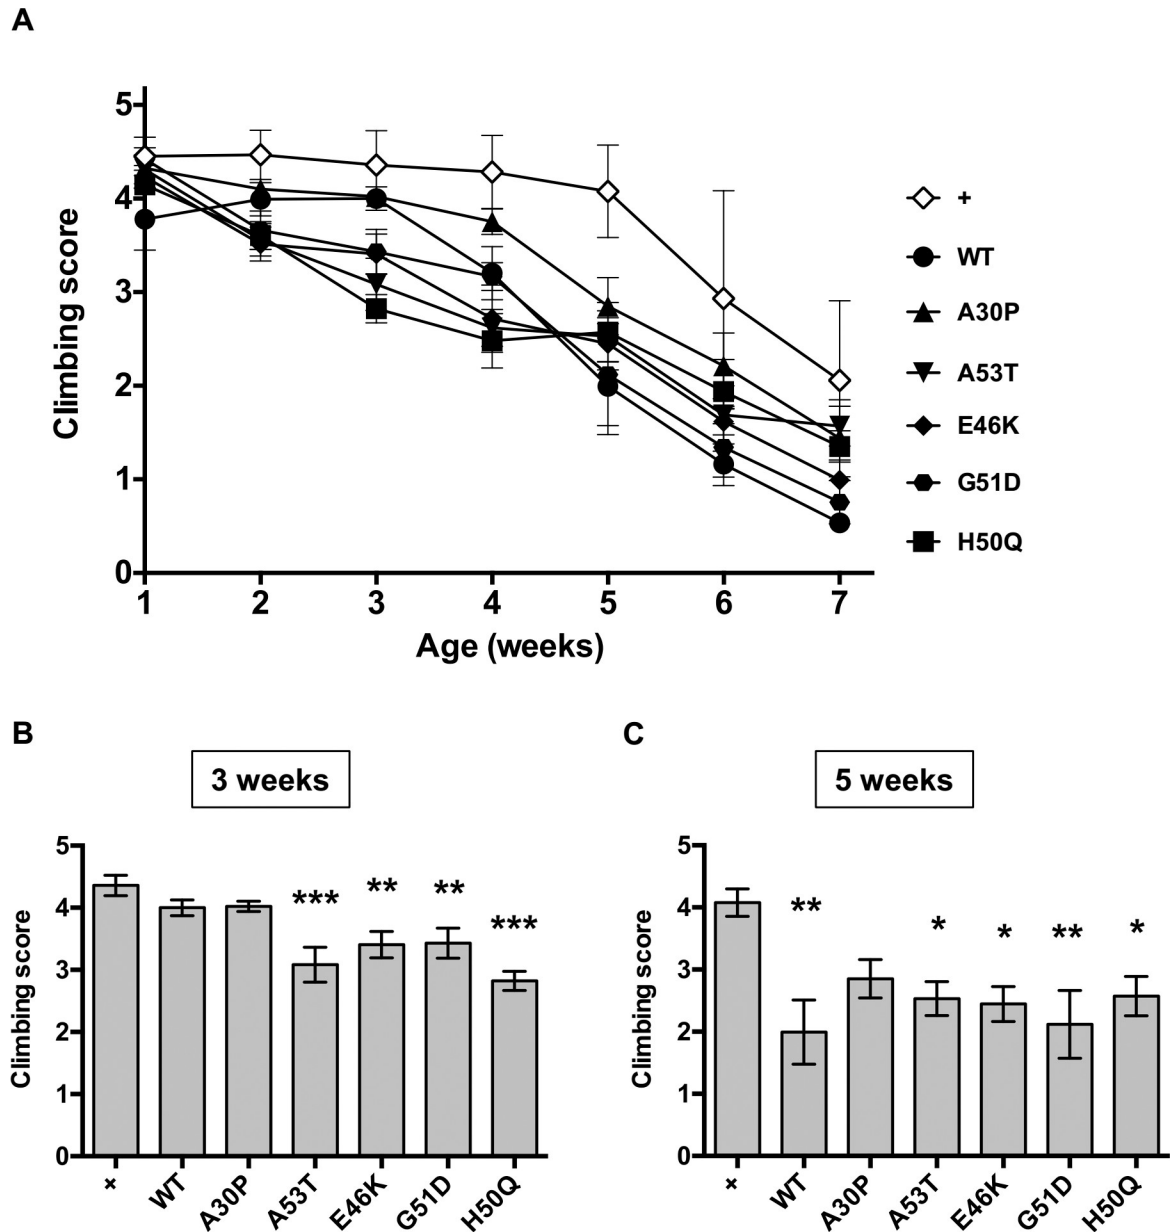 A
5
4
3
2
1
0
Climbing score
1 2 3 4 5 6 7
Age (weeks)
+
WT
A30P
A53T
E46K
G51D
H50Q
B
3 weeks
5
4
3
2
1
0
Climbing score
*** ** ** ***
+ WT A30P A53T E46K G51D H50Q
C
5 weeks
5
4
3
2
1
0
Climbing score
** * * ** *
+ WT A30P A53T E46K G51D H50Q